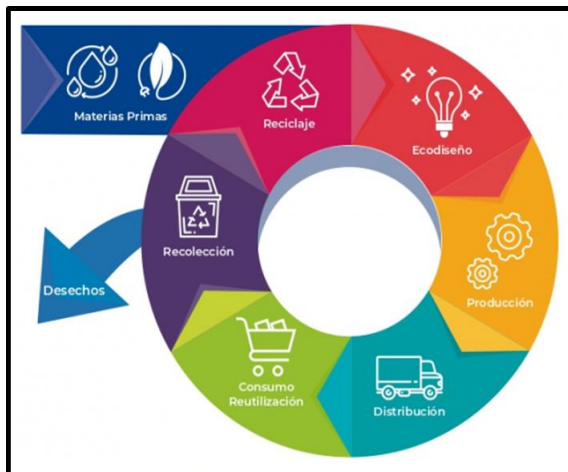 Materias Primas
Reciclaje
Ecodiseño
Producción
Distribución
Consumo
Reutilización
Recolección
Desechos